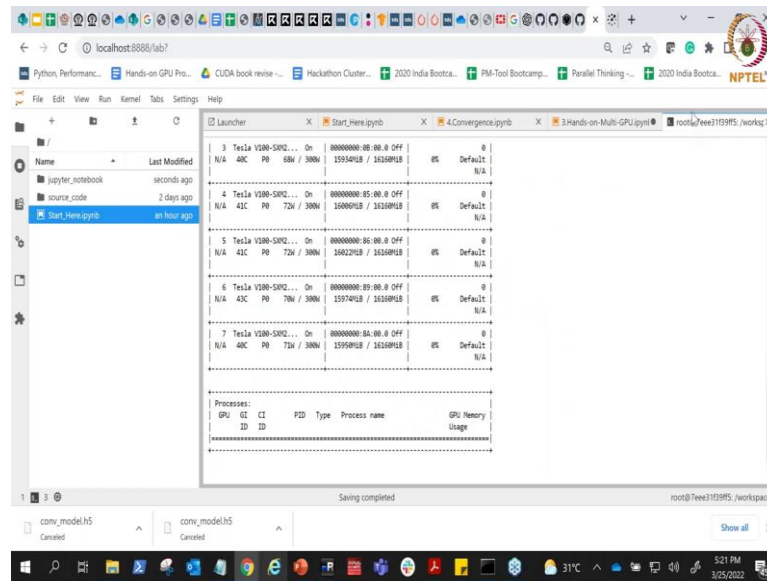 localhost:8888/lab?
Python, Performanc...
Hands-on GPU Pro...
CUDA book revise -...
Hackathon Cluster...
2020 India Bootca...
PM-Tool Bootcamp...
Parallel Thinking -...
2020 India Bootca...
NPTEL
File Edit View Run Kernel Tabs Settings Help
Launcher
Start_Here.ipynb
4.Convergence.ipynb
3.Hands-on-Multi-GPU.ipynl
root@7eee31f39ff5: /worksp
/
Name Last Modified
jupyter_notebook seconds ago
source_code 2 days ago
Start_Here.ipynb an hour ago
| 3 Tesla V100-SXM2... On | 00000000:0B:00.0 Off | 0 |
| N/A 40C P0 68W / 300W | 15934MiB / 16160MiB | 0% Default |
| | | N/A |
| 4 Tesla V100-SXM2... On | 00000000:85:00.0 Off | 0 |
| N/A 41C P0 72W / 300W | 16006MiB / 16160MiB | 0% Default |
| | | N/A |
| 5 Tesla V100-SXM2... On | 00000000:86:00.0 Off | 0 |
| N/A 41C P0 72W / 300W | 16022MiB / 16160MiB | 0% Default |
| | | N/A |
| 6 Tesla V100-SXM2... On | 00000000:89:00.0 Off | 0 |
| N/A 43C P0 70W / 300W | 15974MiB / 16160MiB | 0% Default |
| | | N/A |
| 7 Tesla V100-SXM2... On | 00000000:8A:00.0 Off | 0 |
| N/A 40C P0 71W / 300W | 15950MiB / 16160MiB | 0% Default |
| | | N/A |
| Processes: |
| GPU GI CI PID Type Process name GPU Memory |
| ID ID Usage |
1 3 Saving completed root@7eee31f39ff5: /workspac
conv_model.h5
Canceled
conv_model.h5
Canceled
Show all
31°C
5:21 PM
3/25/2022